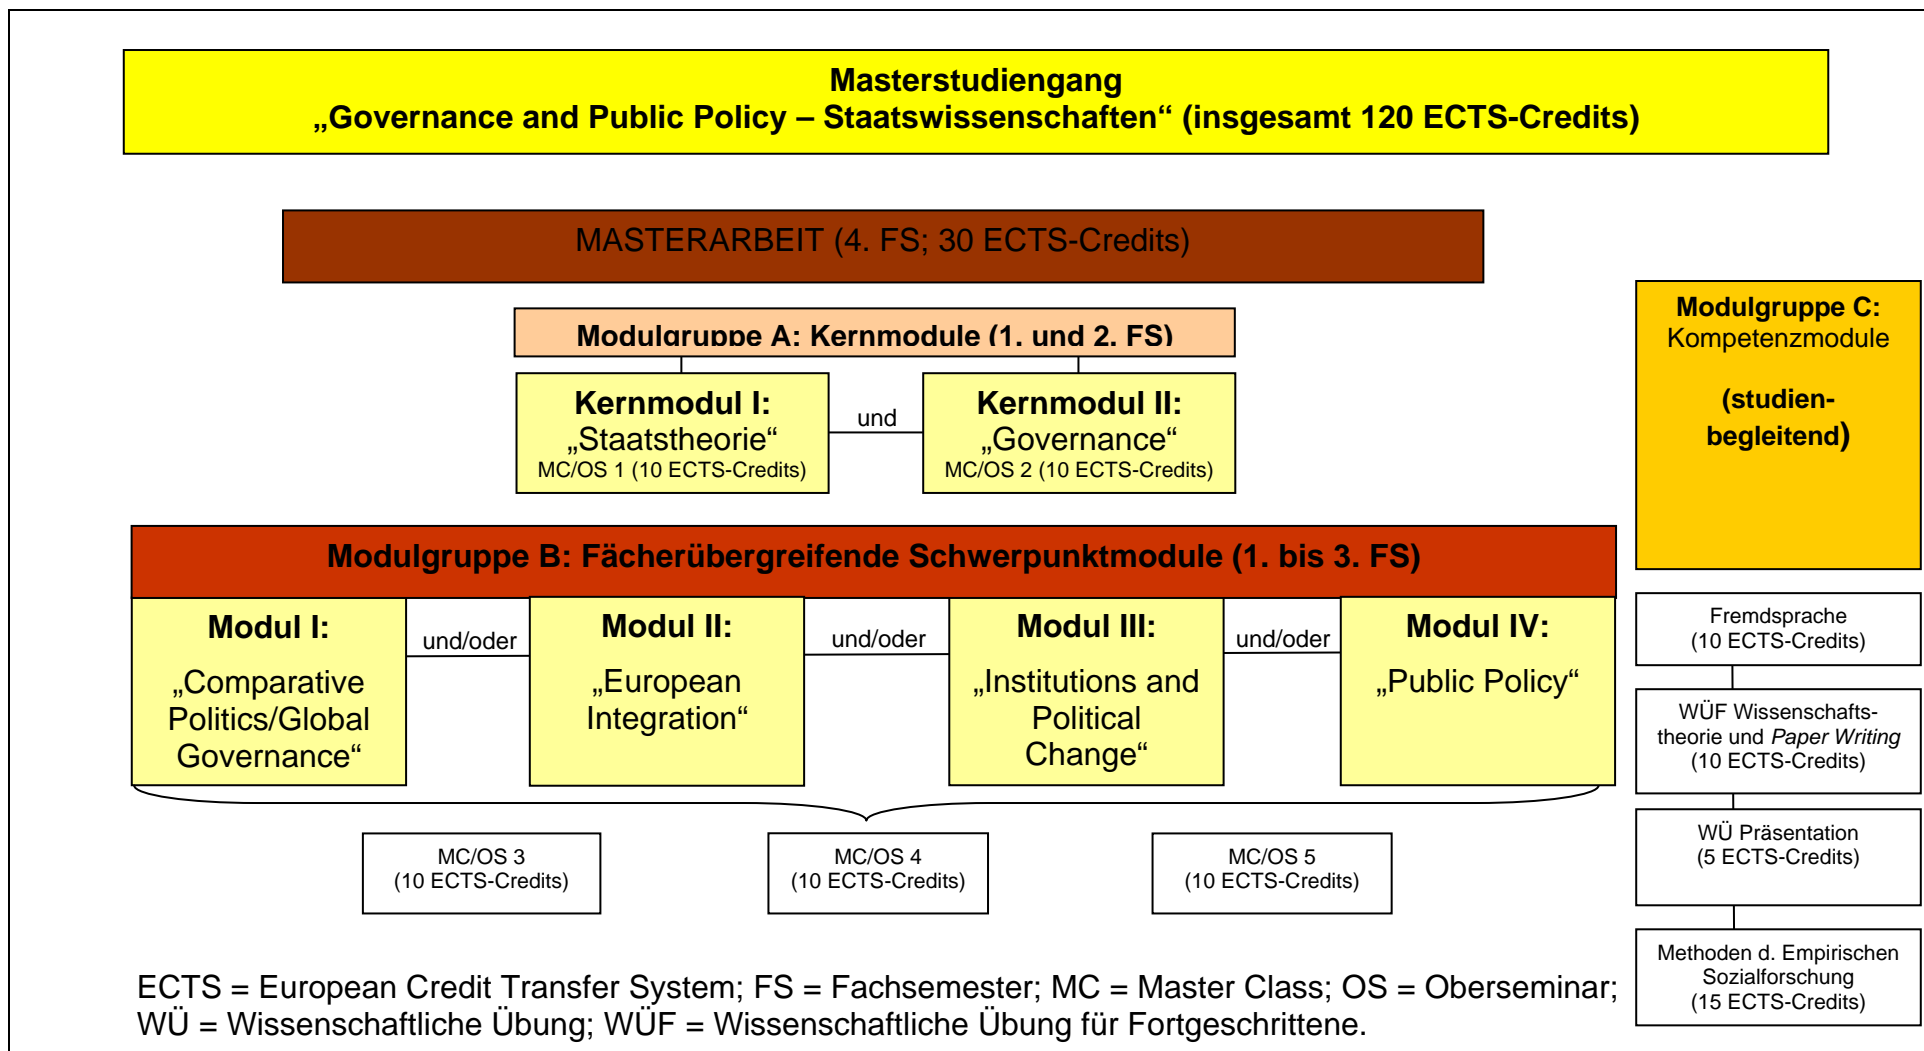 Masterstudiengang
„Governance and Public Policy – Staatswissenschaften“ (insgesamt 120 ECTS-Credits)
MASTERARBEIT (4. FS; 30 ECTS-Credits)
Modulgruppe A: Kernmodule (1. und 2. FS)
Kernmodul I:
„Staatstheorie“
MC/OS 1 (10 ECTS-Credits)
und
Kernmodul II:
„Governance“
MC/OS 2 (10 ECTS-Credits)
Modulgruppe B: Fächerübergreifende Schwerpunktmodule (1. bis 3. FS)
Modul I:
„Comparative
Politics/Global
Governance“
und/oder
Modul II:
„European
Integration“
und/oder
Modul III:
„Institutions and
Political
Change“
und/oder
Modul IV:
„Public Policy“
MC/OS 3
(10 ECTS-Credits)
MC/OS 4
(10 ECTS-Credits)
MC/OS 5
(10 ECTS-Credits)
Modulgruppe C:
Kompetenzmodule
(studien-
begleitend)
Fremdsprache
(10 ECTS-Credits)
WÜF Wissenschafts-
theorie und Paper Writing
(10 ECTS-Credits)
WÜ Präsentation
(5 ECTS-Credits)
Methoden d. Empirischen
Sozialforschung
(15 ECTS-Credits)
ECTS = European Credit Transfer System; FS = Fachsemester; MC = Master Class; OS = Oberseminar;
WÜ = Wissenschaftliche Übung; WÜF = Wissenschaftliche Übung für Fortgeschrittene.